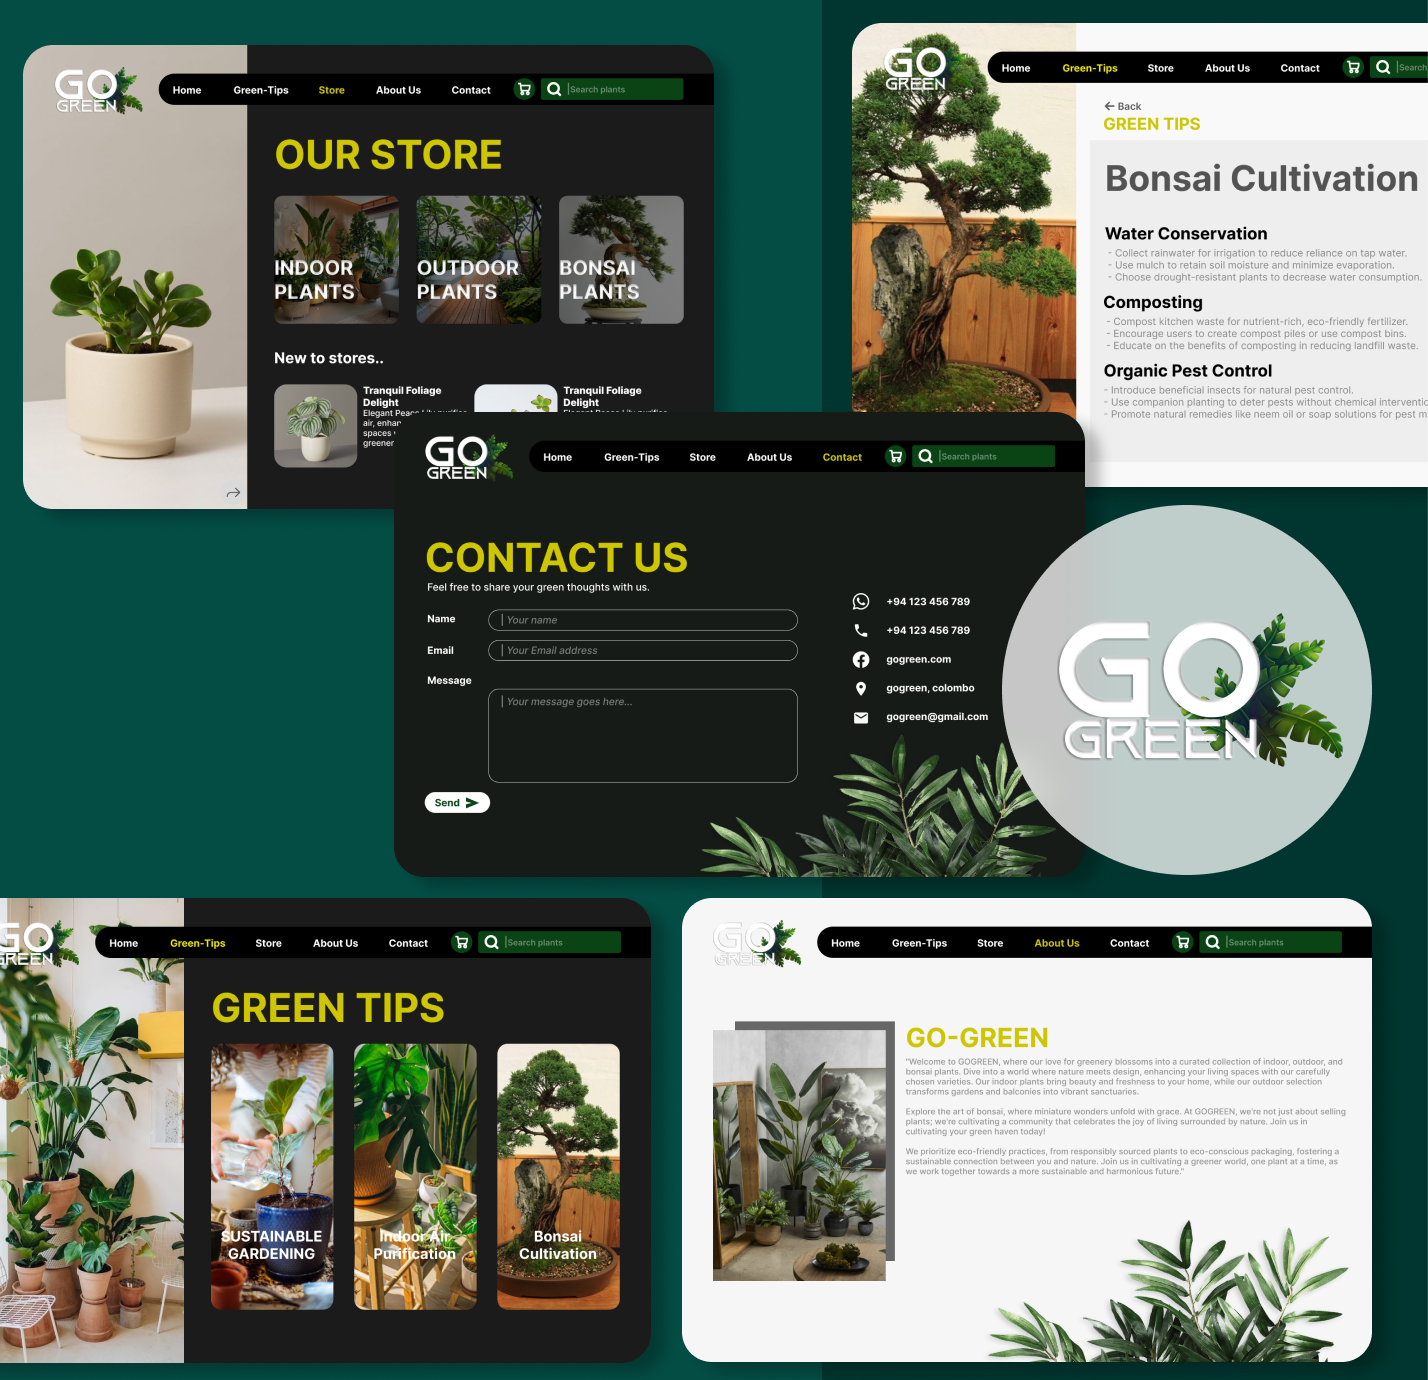 GO
GREEN
Home Green-Tips Store About Us Contact Search plants
OUR STORE
INDOOR
PLANTS
OUTDOOR
PLANTS
BONSAI
PLANTS
New to stores..
Tranquil Foliage
Delight
Elegant Peace Lily purifies
air, enhan
spaces
greener
Tranquil Foliage
Delight
Elegant Peace Lily purifies
GO
GREEN
Home Green-Tips Store About Us Contact Search
← Back
GREEN TIPS
Bonsai Cultivation
Water Conservation
- Collect rainwater for irrigation to reduce reliance on tap water.
- Use mulch to retain soil moisture and minimize evaporation.
- Choose drought-resistant plants to decrease water consumption.
Composting
- Compost kitchen waste for nutrient-rich, eco-friendly fertilizer.
- Encourage users to create compost piles or use compost bins.
- Educate on the benefits of composting in reducing landfill waste.
Organic Pest Control
- Introduce beneficial insects for natural pest control.
- Use companion planting to deter pests without chemical interventio
- Promote natural remedies like neem oil or soap solutions for pest m
GO
GREEN
Home Green-Tips Store About Us Contact Search plants
CONTACT US
Feel free to share your green thoughts with us.
Name
Your name
Email
Your Email address
Message
Your message goes here...
Send
+94 123 456 789
+94 123 456 789
gogreen.com
gogreen, colombo
gogreen@gmail.com
GO
GREEN
GO
GREEN
Home Green-Tips Store About Us Contact Search plants
GREEN TIPS
SUSTAINABLE
GARDENING
Indoor Air
Purification
Bonsai
Cultivation
GO
GREEN
Home Green-Tips Store About Us Contact Search plants
GO-GREEN
"Welcome to GOGREEN, where our love for greenery blossoms into a curated collection of indoor, outdoor, and
bonsai plants. Dive into a world where nature meets design, enhancing your living spaces with our carefully
chosen varieties. Our indoor plants bring beauty and freshness to your home, while our outdoor selection
transforms gardens and balconies into vibrant sanctuaries.
Explore the art of bonsai, where miniature wonders unfold with grace. At GOGREEN, we're not just about selling
plants; we're cultivating a community that celebrates the joy of living surrounded by nature. Join us in
cultivating your green haven today!
We prioritize eco-friendly practices, from responsibly sourced plants to eco-conscious packaging, fostering a
sustainable connection between you and nature. Join us in cultivating a greener world, one plant at a time, as
we work together towards a more sustainable and harmonious future."